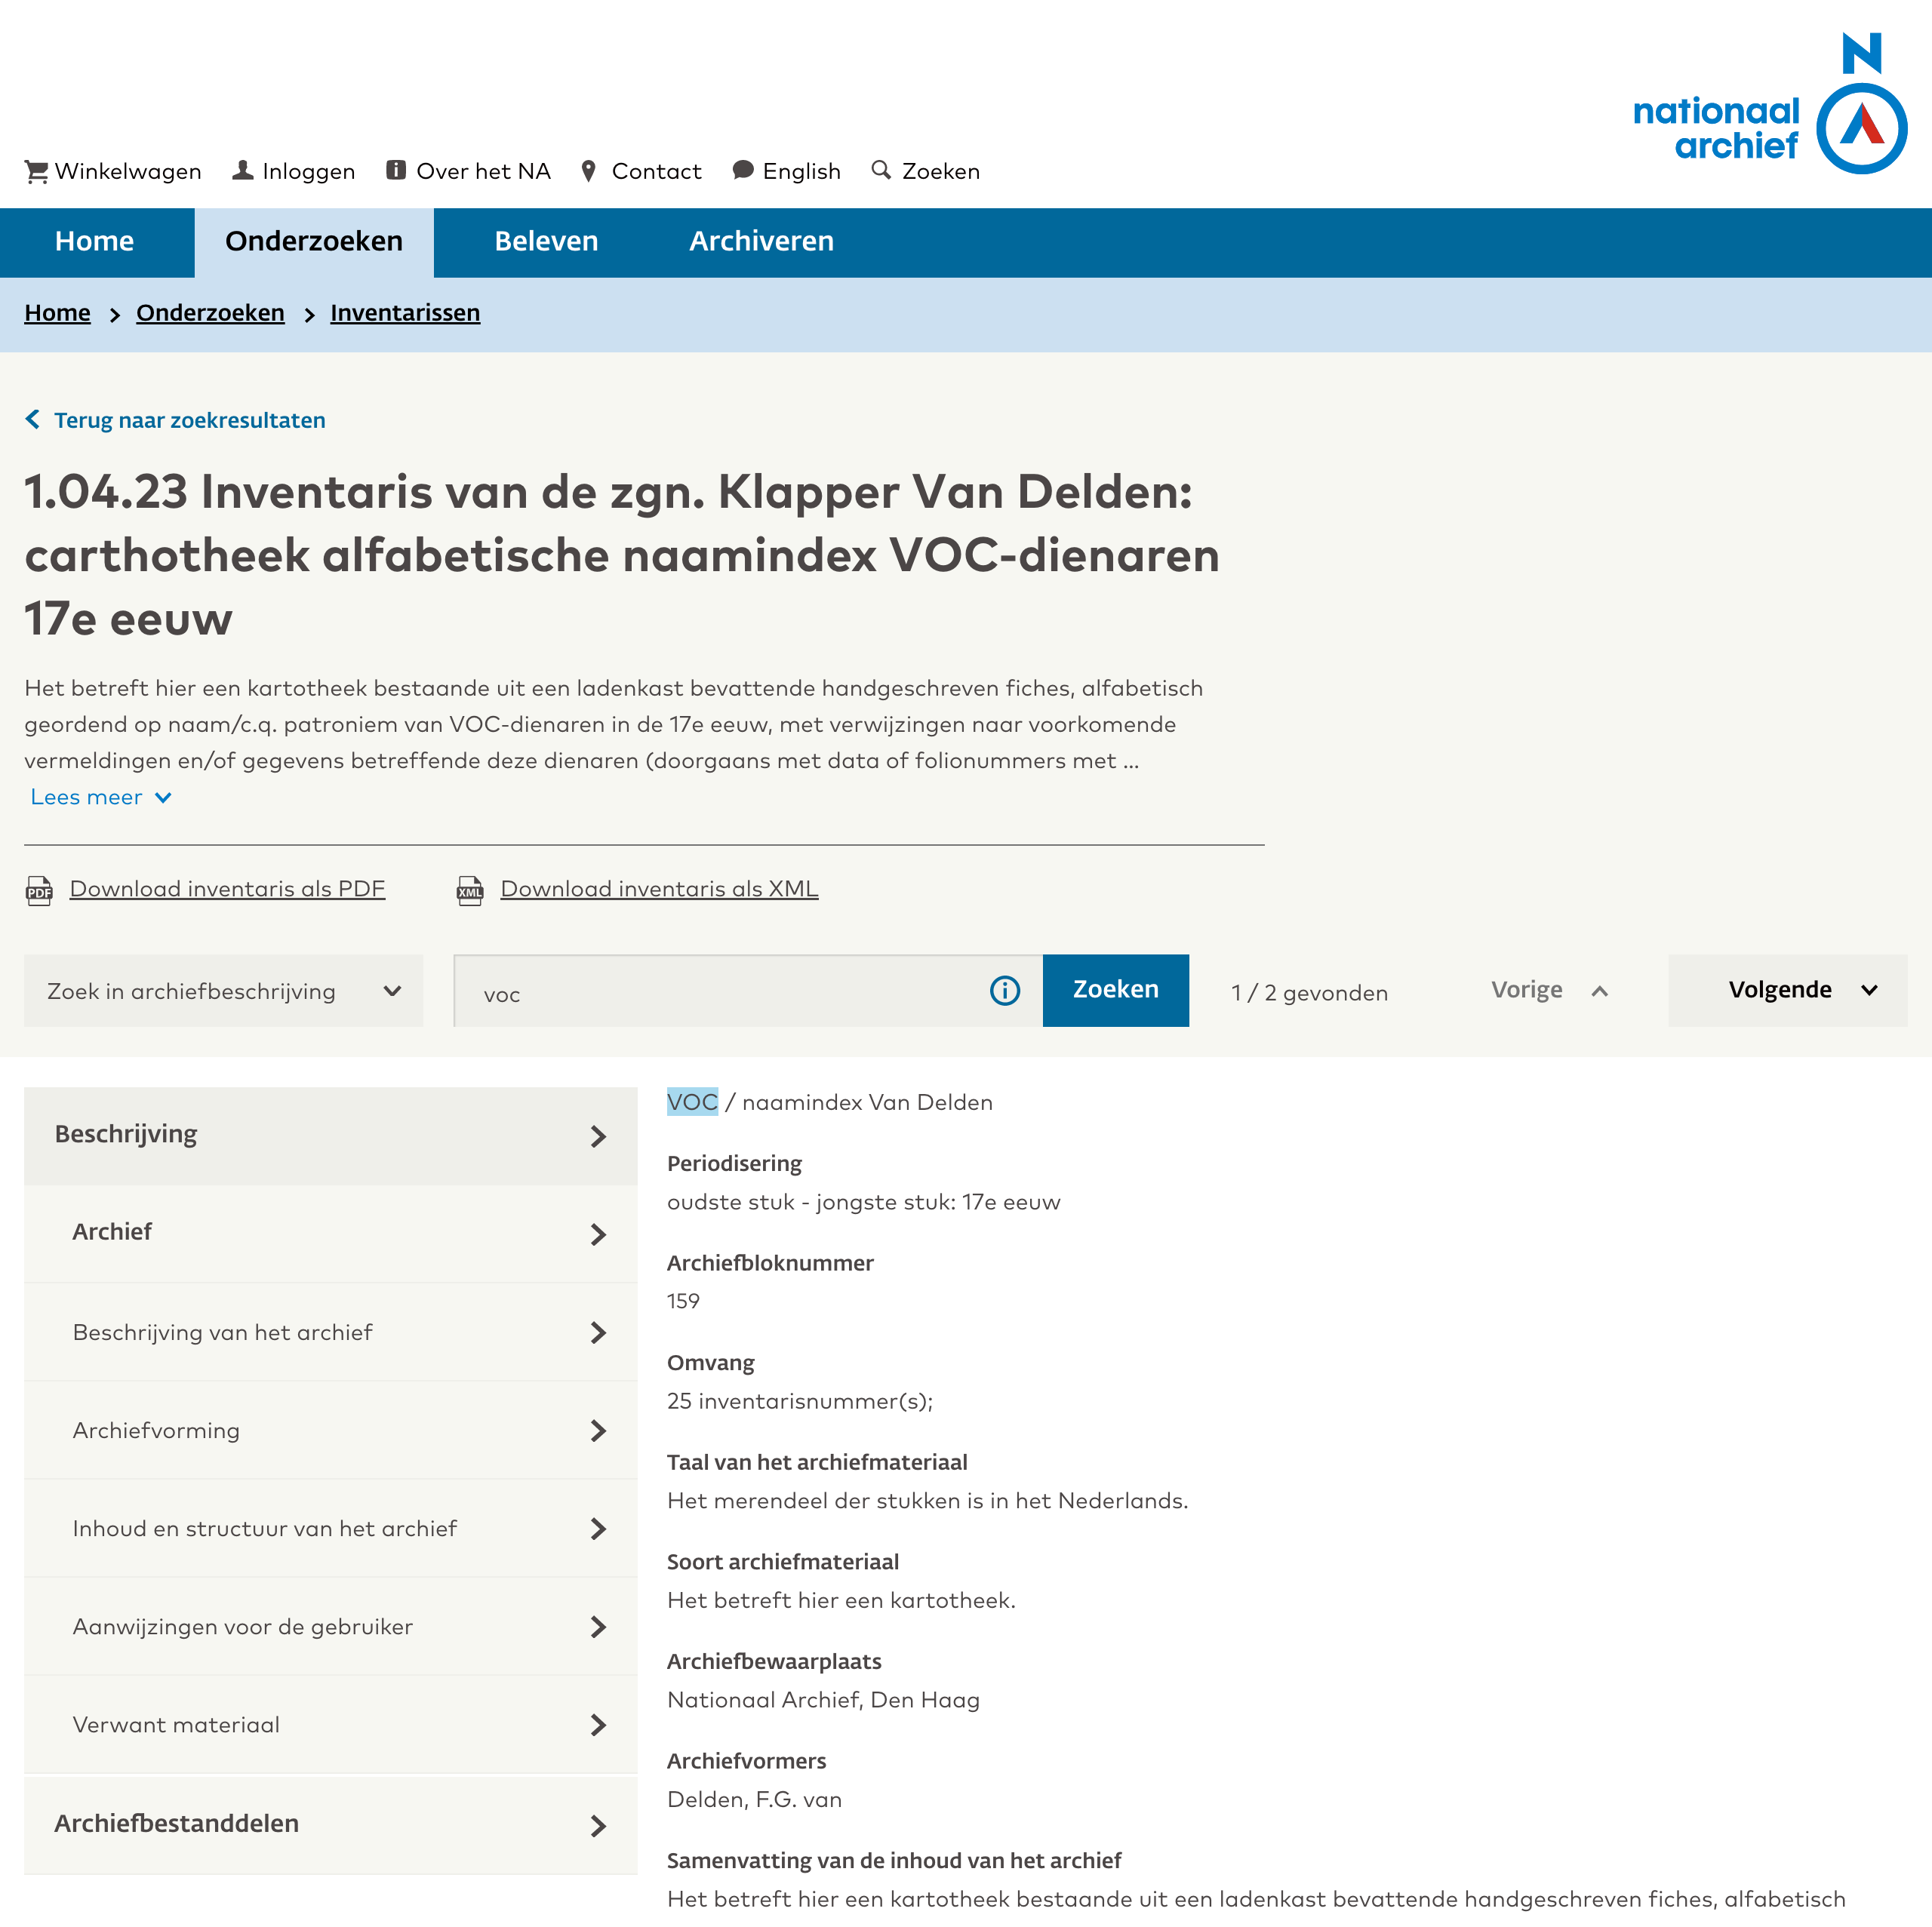 N
nationaal
archief
Winkelwagen Inloggen Over het NA Contact English Zoeken
Home Onderzoeken Beleven Archiveren
Home > Onderzoeken > Inventarissen
Terug naar zoekresultaten
1.04.23 Inventaris van de zgn. Klapper Van Delden:
carthotheek alfabetische naamindex VOC-dienaren
17e eeuw
Het betreft hier een kartotheek bestaande uit een ladenkast bevattende handgeschreven fiches, alfabetisch
geordend op naam/c.q. patroniem van VOC-dienaren in de 17e eeuw, met verwijzingen naar voorkomende
vermeldingen en/of gegevens betreffende deze dienaren (doorgaans met data of folionummers met ...
Lees meer
PDF Download inventaris als PDF XML Download inventaris als XML
Zoek in archiefbeschrijving voc Zoeken 1 / 2 gevonden Vorige Volgende
Beschrijving
Archief
Beschrijving van het archief
Archiefvorming
Inhoud en structuur van het archief
Aanwijzingen voor de gebruiker
Verwant materiaal
Archiefbestanddelen
VOC / naamindex Van Delden
Periodisering
oudste stuk - jongste stuk: 17e eeuw
Archiefbloknummer
159
Omvang
25 inventarisnummer(s);
Taal van het archiefmateriaal
Het merendeel der stukken is in het Nederlands.
Soort archiefmateriaal
Het betreft hier een kartotheek.
Archiefbewaarplaats
Nationaal Archief, Den Haag
Archiefvormers
Delden, F.G. van
Samenvatting van de inhoud van het archief
Het betreft hier een kartotheek bestaande uit een ladenkast bevattende handgeschreven fiches, alfabetisch